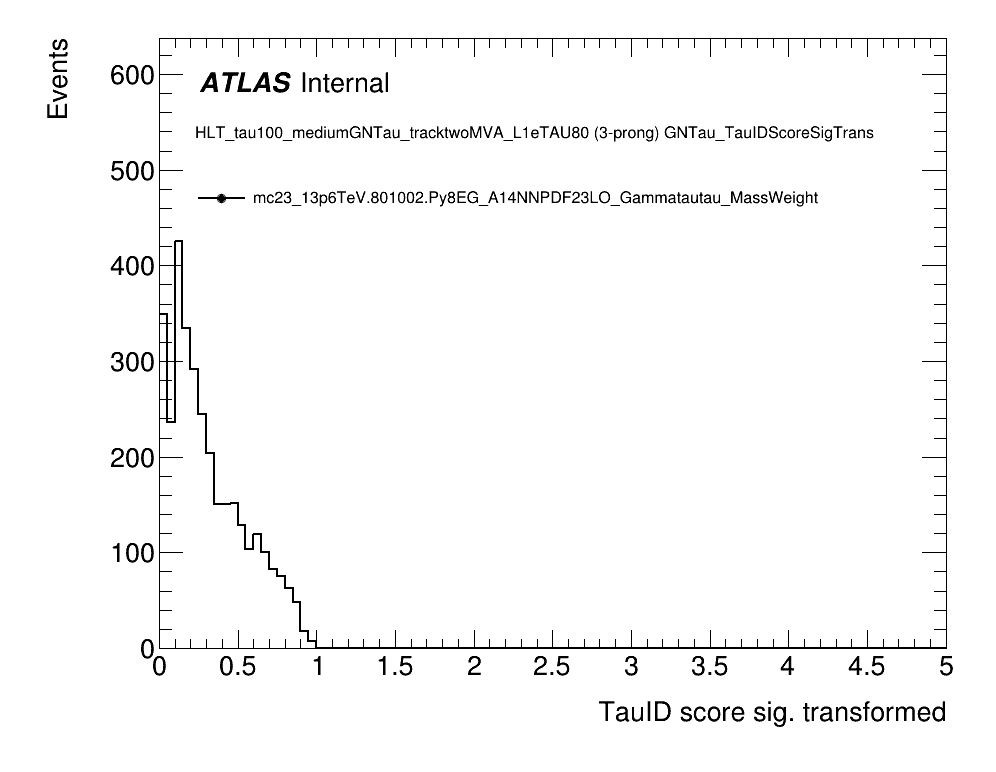 Events
600
500
400
300
200
100
0
ATLAS Internal
HLT_tau100_mediumGNTau_tracktwoMVA_L1eTAU80 (3-prong) GNTau_TauIDScoreSigTrans
mc23_13p6TeV.801002.Py8EG_A14NNPDF23LO_Gammatautau_MassWeight
0 0.5 1 1.5 2 2.5 3 3.5 4 4.5 5
TauID score sig. transformed